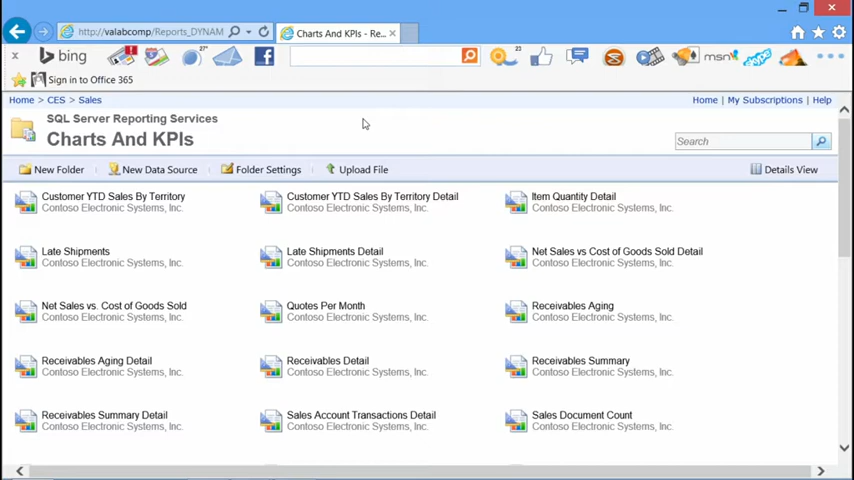 http://valabcomp/Reports_DYNAM
Charts And KPIs - Re...
bing
27°
23
msn
skype
Sign in to Office 365
Home > CES > Sales
Home | My Subscriptions | Help
SQL Server Reporting Services
Charts And KPIs
Search
New Folder
New Data Source
Folder Settings
Upload File
Details View
Customer YTD Sales By Territory
Contoso Electronic Systems, Inc.
Customer YTD Sales By Territory Detail
Contoso Electronic Systems, Inc.
Item Quantity Detail
Contoso Electronic Systems, Inc.
Late Shipments
Contoso Electronic Systems, Inc.
Late Shipments Detail
Contoso Electronic Systems, Inc.
Net Sales vs Cost of Goods Sold Detail
Contoso Electronic Systems, Inc.
Net Sales vs. Cost of Goods Sold
Contoso Electronic Systems, Inc.
Quotes Per Month
Contoso Electronic Systems, Inc.
Receivables Aging
Contoso Electronic Systems, Inc.
Receivables Aging Detail
Contoso Electronic Systems, Inc.
Receivables Detail
Contoso Electronic Systems, Inc.
Receivables Summary
Contoso Electronic Systems, Inc.
Receivables Summary Detail
Contoso Electronic Systems, Inc.
Sales Account Transactions Detail
Contoso Electronic Systems, Inc.
Sales Document Count
Contoso Electronic Systems, Inc.